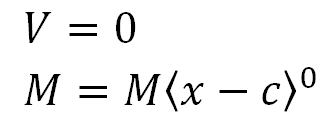 V = 0
M = M⟨x − c⟩⁰